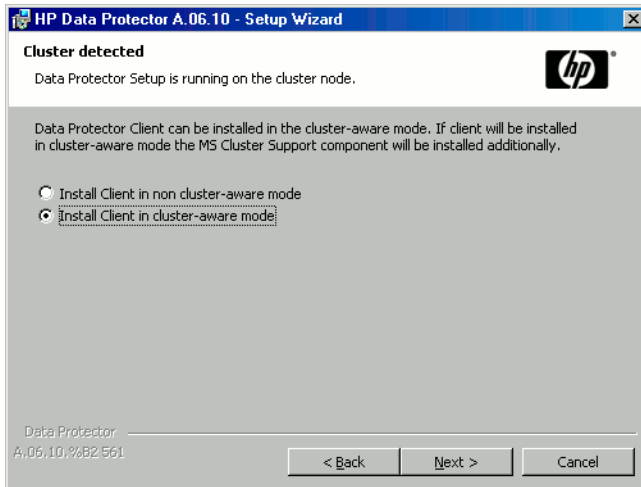 HP Data Protector A.06.10 - Setup Wizard
Cluster detected
Data Protector Setup is running on the cluster node.
hp
Data Protector Client can be installed in the cluster-aware mode. If client will be installed
in cluster-aware mode the MS Cluster Support component will be installed additionally.
Install Client in non cluster-aware mode
Install Client in cluster-aware mode
Data Protector
A.06.10.%B2 561
< Back
Next >
Cancel